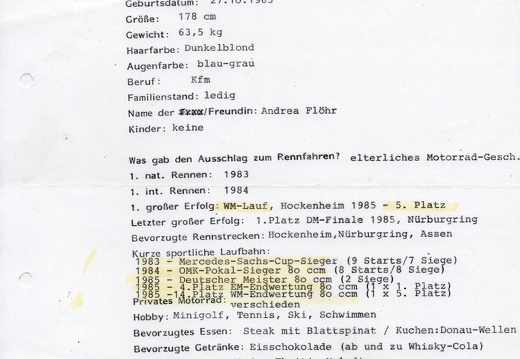 Geburtsdatum: 27.10.1963
Größe: 178 cm
Gewicht: 63,5 kg
Haarfarbe: Dunkelblond
Augenfarbe: blau-grau
Beruf: Kfm
Familienstand: ledig
Name der /Freundin: Andrea Flöhr
Kinder: keine
Was gab den Ausschlag zum Rennfahren? elterliches Motorrad-Gesch.
1. nat. Rennen: 1983
1. int. Rennen: 1984
1. großer Erfolg: WM-Lauf, Hockenheim 1985 - 5. Platz
Letzter großer Erfolg: 1.Platz DM-Finale 1985, Nürburgring
Bevorzugte Rennstrecken: Hockenheim,Nürburgring, Assen
Kurze sportliche Laufbahn:
1983 - Mercedes-Sachs-Cup-Sieger (9 Starts/7 Siege)
1984 - OMK-Pokal-Sieger 80 ccm (8 Starts/8 Siege)
1985 - Deutscher Meister 80 ccm (2 Siege)
1985 - 4.Platz EM-Endwertung 80 ccm (1 x 1. Platz)
1985 -14.Platz WM-Endwertung 80 ccm (1 x 5. Platz)
Privates Motorrad: verschieden
Hobby: Minigolf, Tennis, Ski, Schwimmen
Bevorzugtes Essen: Steak mit Blattspinat / Kuchen:Donau-Wellen
Bevorzugte Getränke: Eisschokolade (ab und zu Whisky-Cola)